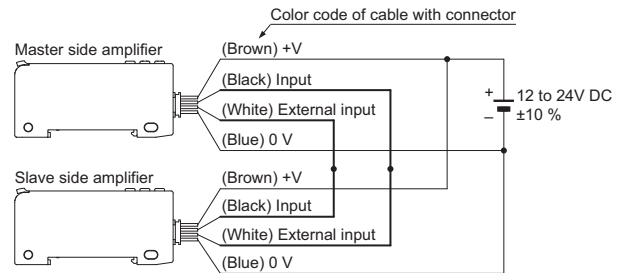 Color code of cable with connector
Master side amplifier
(Brown) +V
(Black) Input
(White) External input
(Blue) 0 V
+
–
12 to 24V DC
±10 %
Slave side amplifier
(Brown) +V
(Black) Input
(White) External input
(Blue) 0 V